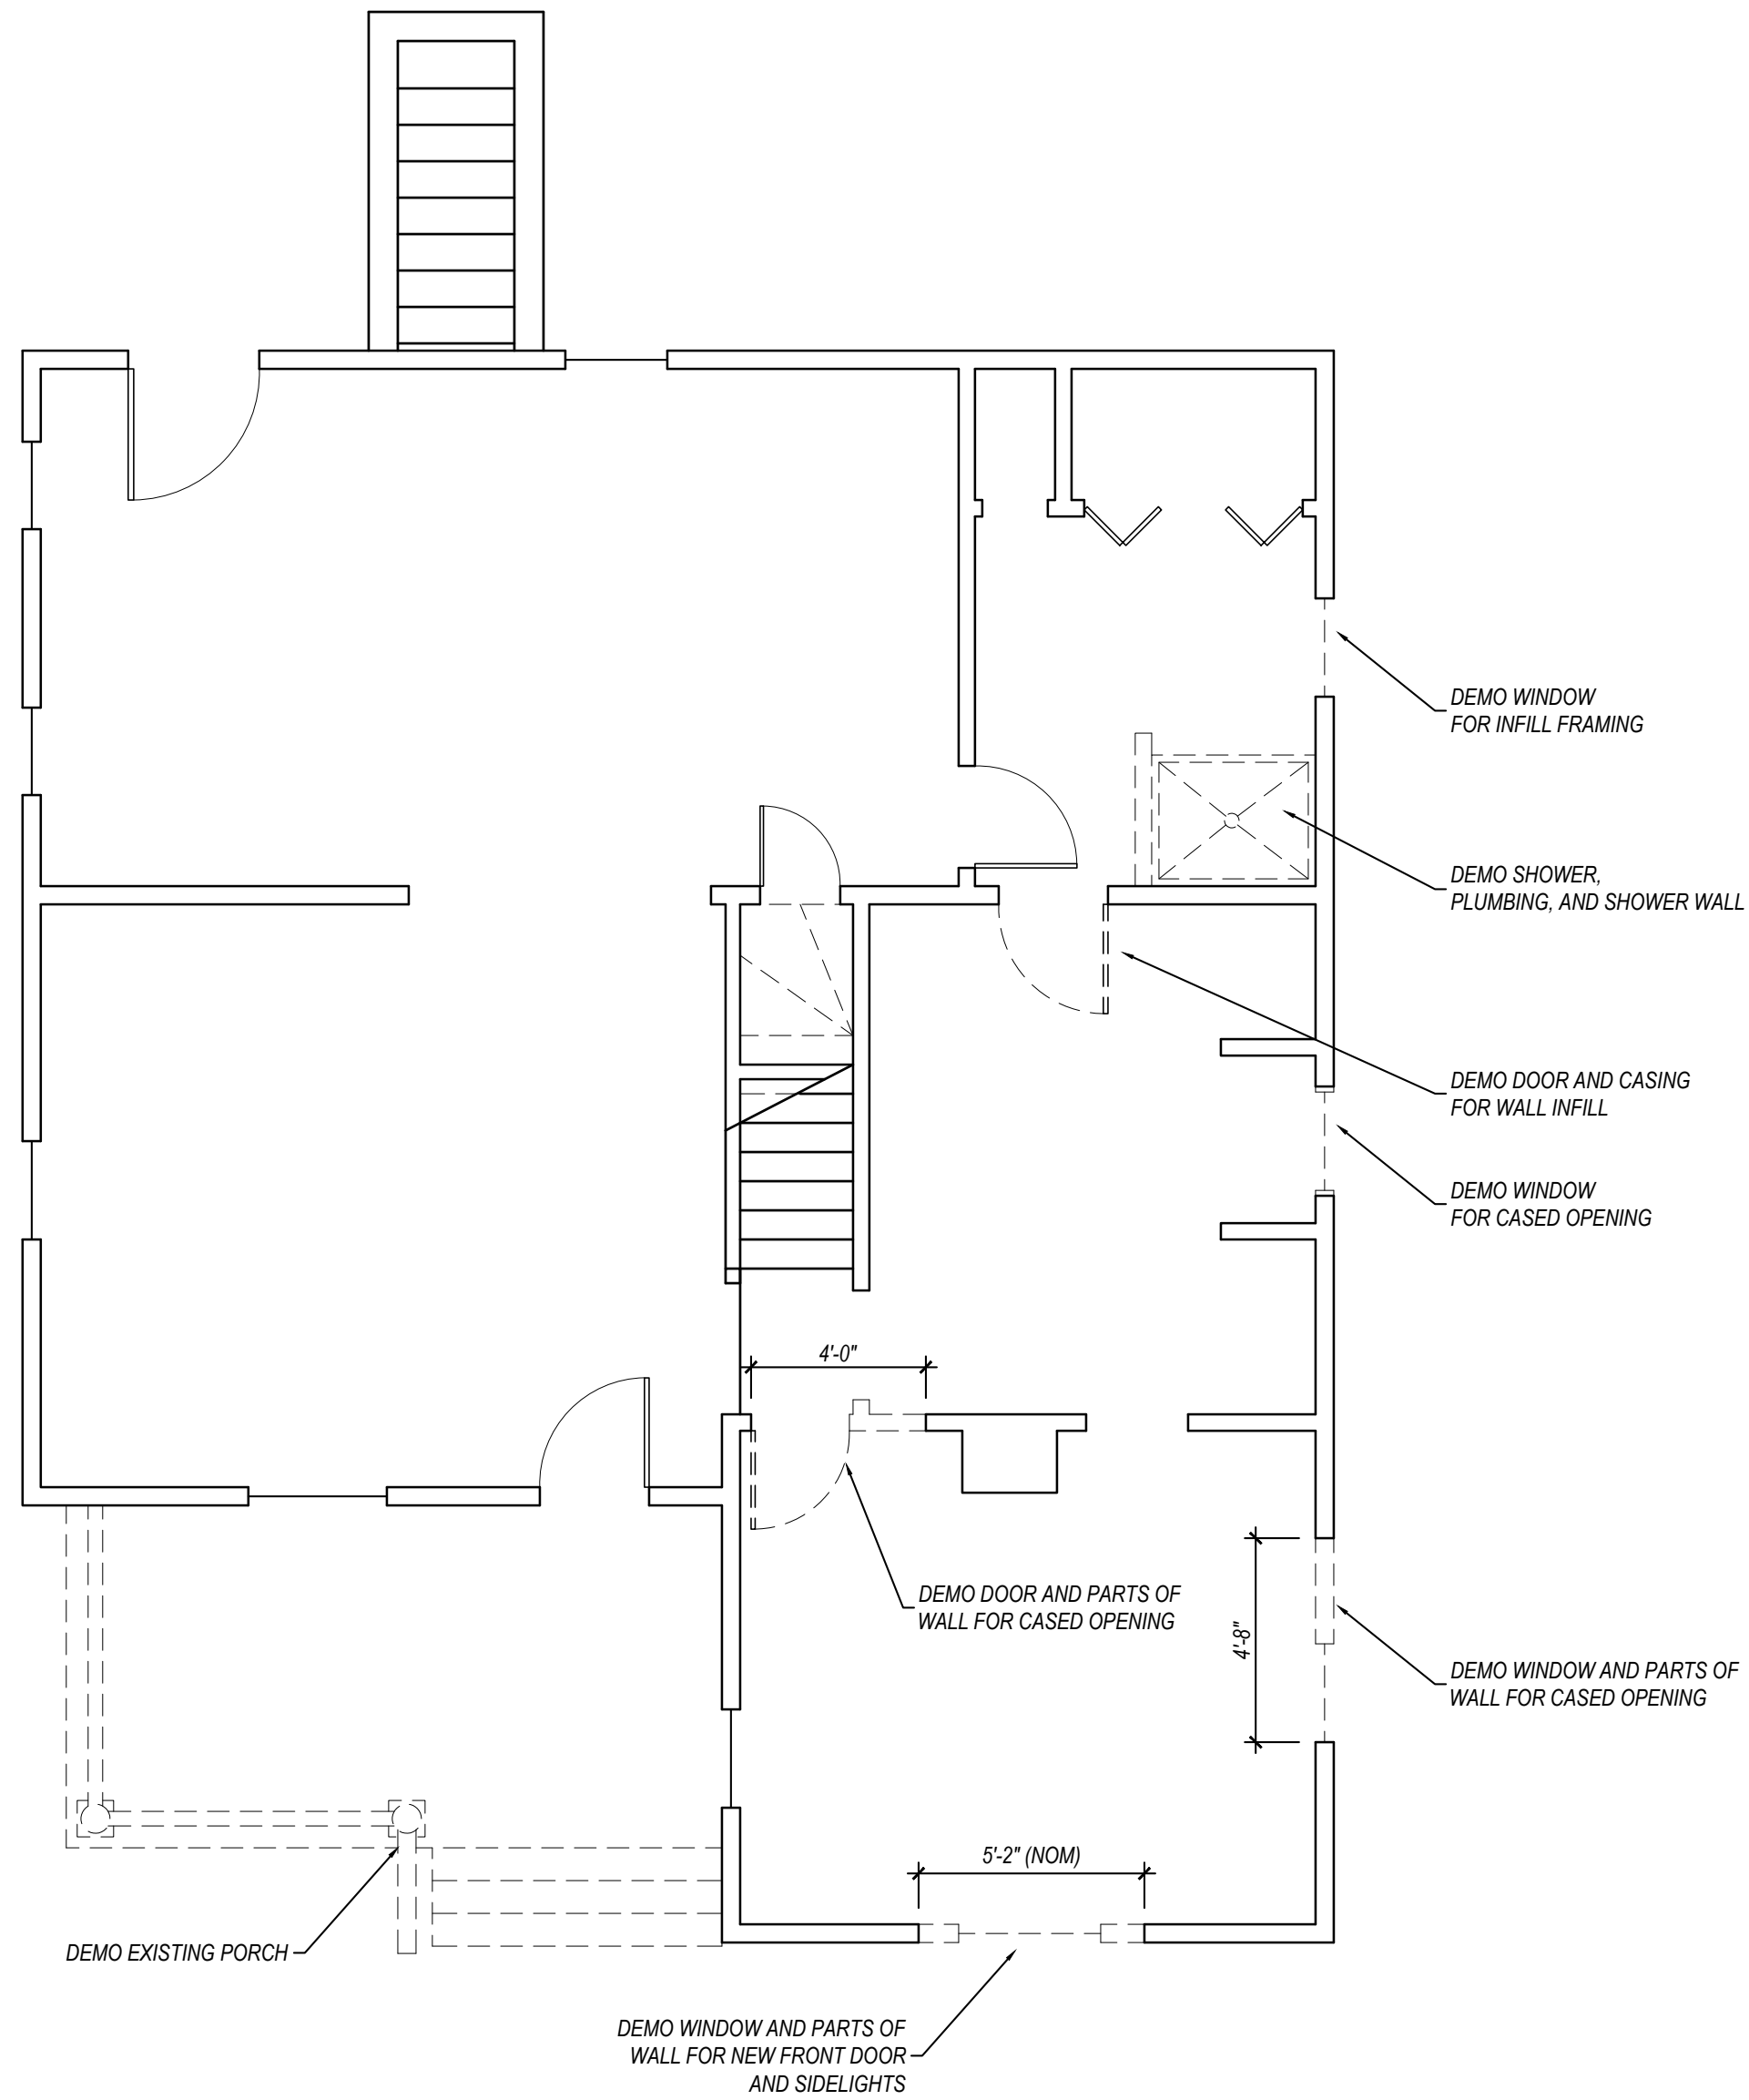 DEMO WINDOW
FOR INFILL FRAMING
DEMO SHOWER,
PLUMBING, AND SHOWER WALL
DEMO DOOR AND CASING
FOR WALL INFILL
DEMO WINDOW
FOR CASED OPENING
4'-0"
DEMO DOOR AND PARTS OF
WALL FOR CASED OPENING
4'-8"
DEMO WINDOW AND PARTS OF
WALL FOR CASED OPENING
5'-2" (NOM)
DEMO EXISTING PORCH
DEMO WINDOW AND PARTS OF
WALL FOR NEW FRONT DOOR
AND SIDELIGHTS